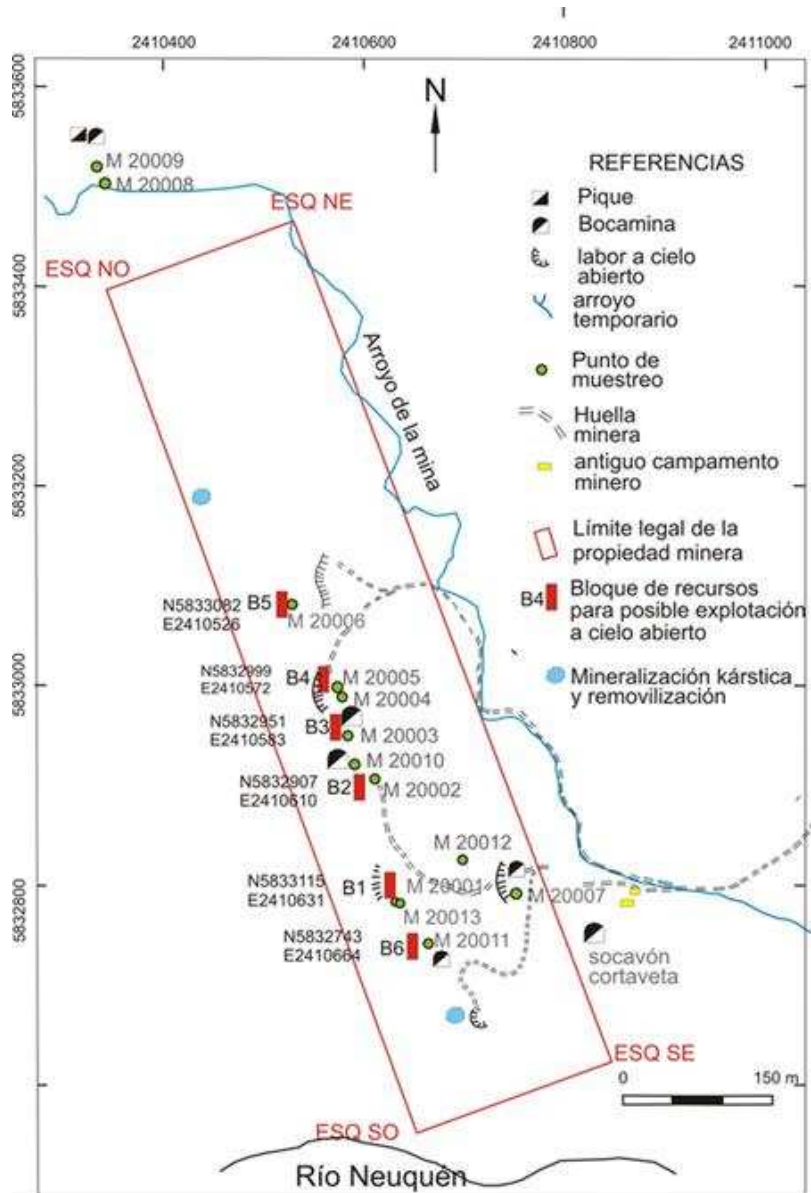 2410400
2410600
2410800
2411000
5833600
5833400
5833200
5833000
5832800
N
M 20009
M 20008
ESQ NE
ESQ NO
Arroyo de la mina
REFERENCIAS
Pique
Bocamina
labor a cielo
abierto
arroyo
temporario
Punto de
muestreo
Huella
minera
antiguo campamento
minero
Límite legal de la
propiedad minera
B4
Bloque de recursos
para posible explotación
a cielo abierto
Mineralización kárstica
y removilización
N5833082
E2410526
B5
M 20006
N5832999
E2410572
B4
M 20005
M 20004
N5832951
E2410583
B3
M 20003
M 20010
N5832907
E2410610
B2
M 20002
M 20012
N5833115
E2410631
B1
M 20001
M 20007
M 20013
N5832743
E2410664
B6
M 20011
socavón
cortaveta
ESQ SE
ESQ SO
0
150 m
Río Neuquén